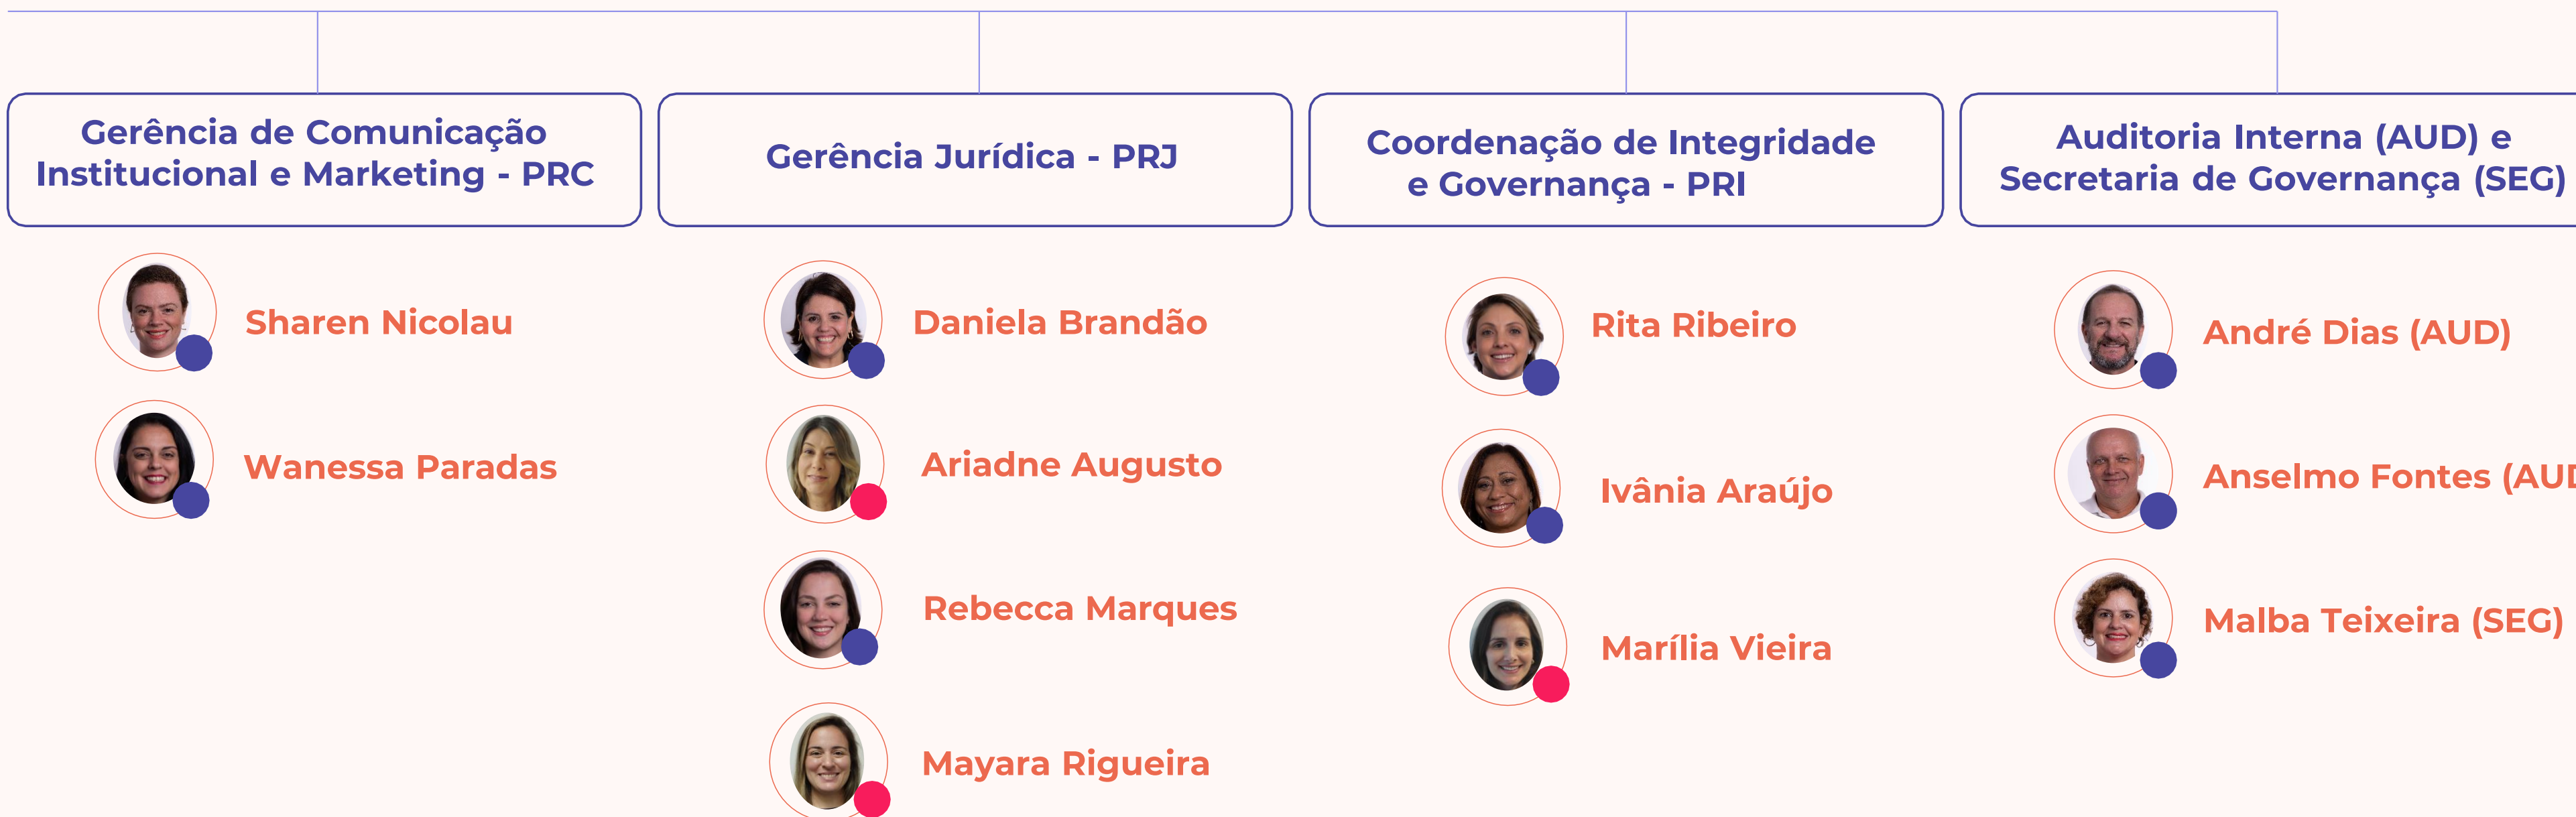 Gerência de Comunicação
Institucional e Marketing - PRC
Gerência Jurídica - PRJ
Coordenação de Integridade
e Governança - PRI
Auditoria Interna (AUD) e
Secretaria de Governança (SEG)
Sharen Nicolau
Wanessa Paradas
Daniela Brandão
Ariadne Augusto
Rebecca Marques
Mayara Rigueira
Rita Ribeiro
Ivânia Araújo
Marília Vieira
André Dias (AUD)
Anselmo Fontes
Malba Teixeira (SEG)